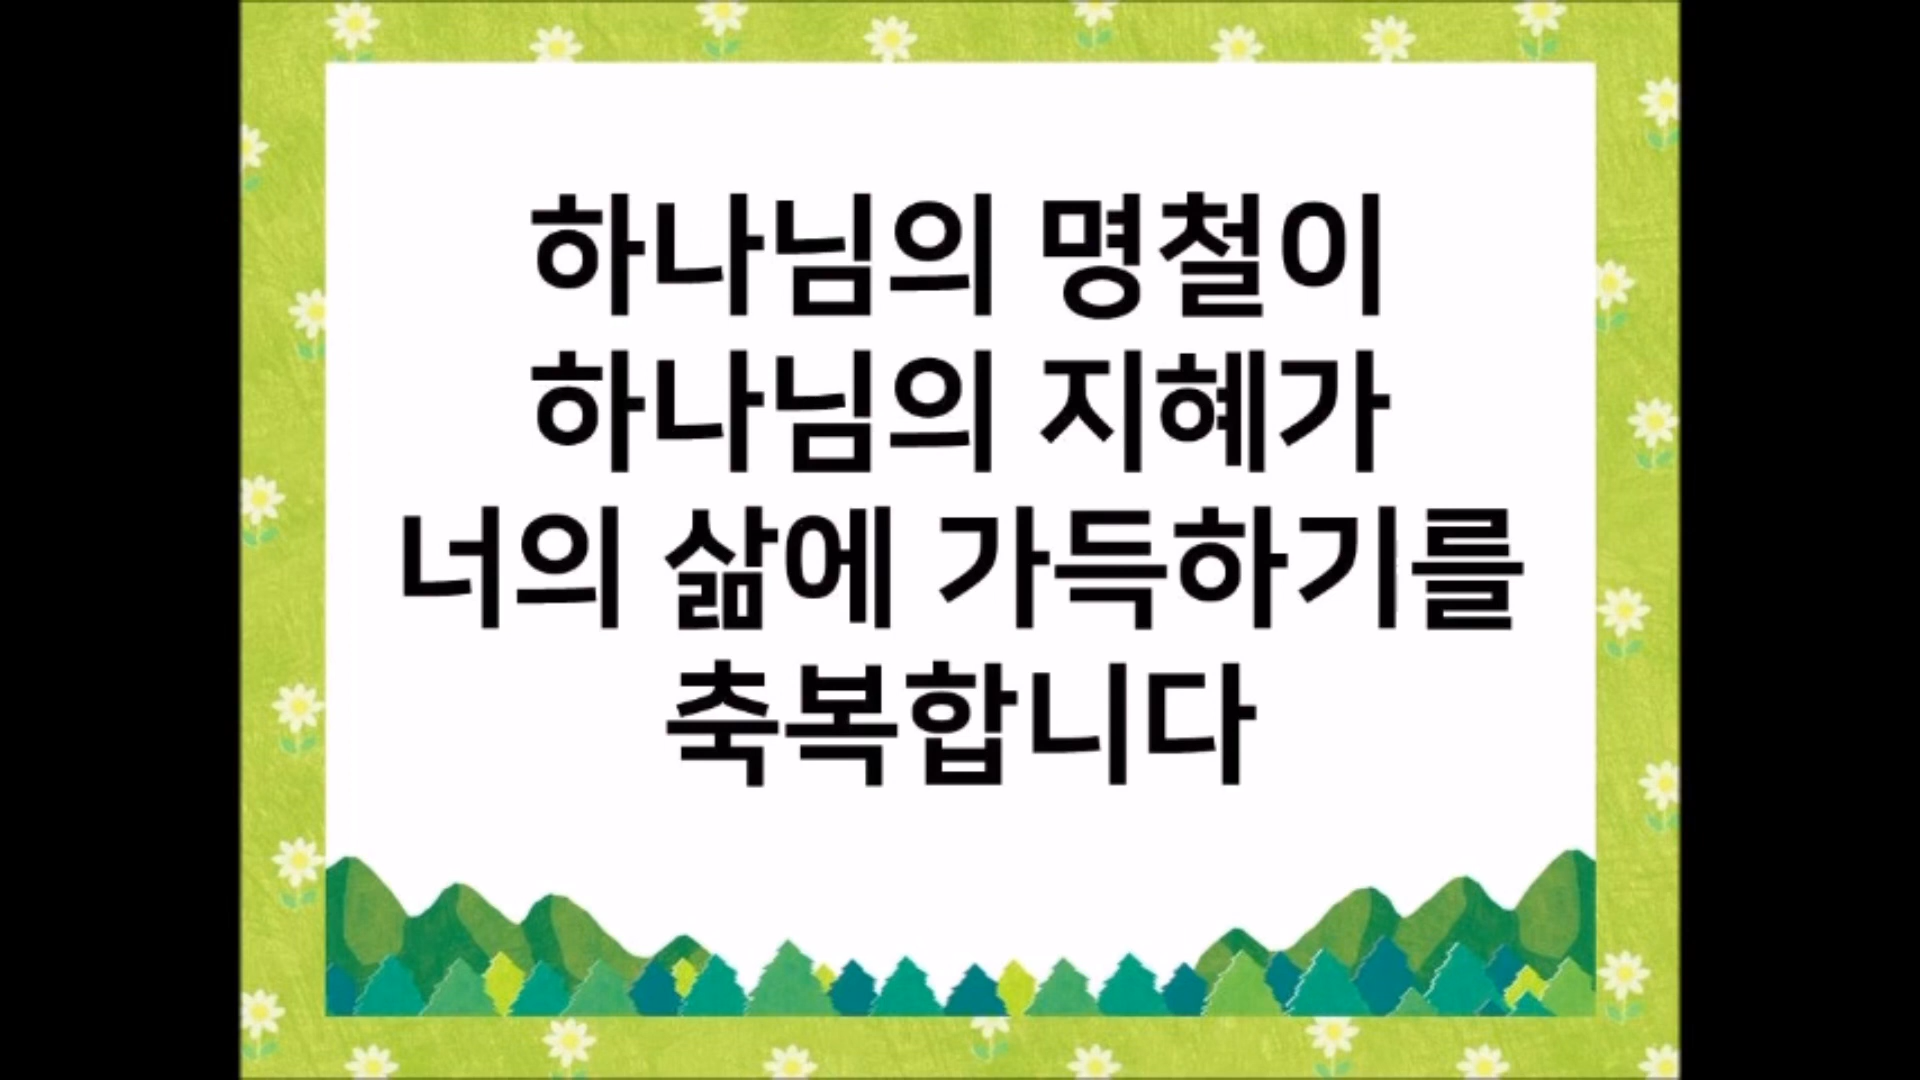 하나님의 명철이
하나님의 지혜가
너의 삶에 가득하기를
축복합니다